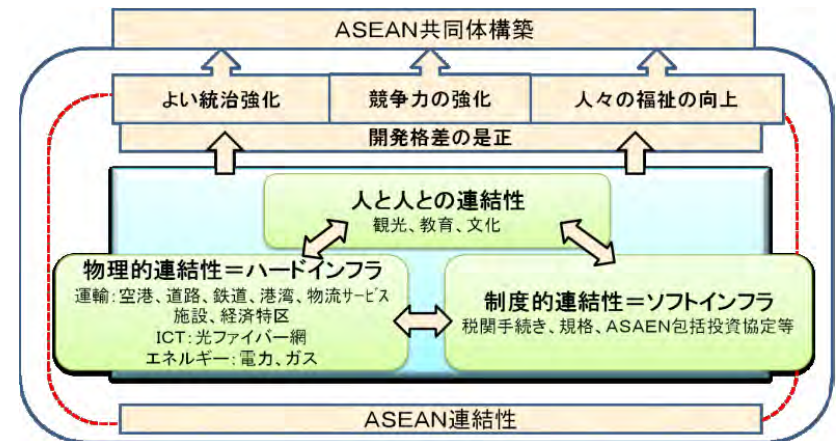 ASEAN共同体構築
よい統治強化
競争力の強化
人々の福祉の向上
開発格差の是正
人と人との連結性
観光、教育、文化
物理的連結性＝ハードインフラ
運輸：空港、道路、鉄道、港湾、物流サービス
施設、経済特区
ICT：光ファイバー網
エネルギー：電力、ガス
制度的連結性＝ソフトインフラ
税関手続き、規格、ASAEN包括投資協定等
ASEAN連結性